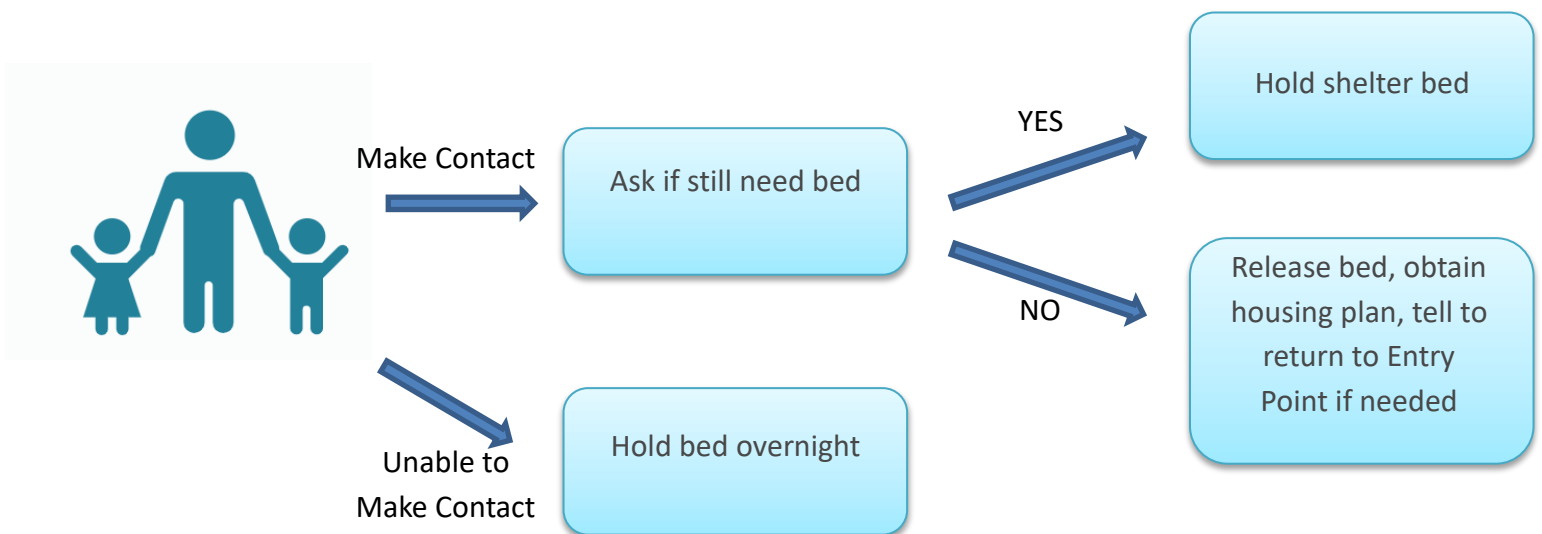 Make Contact
Ask if still need bed
YES
Hold shelter bed
NO
Release bed, obtain
housing plan, tell to
return to Entry
Point if needed
Unable to
Make Contact
Hold bed overnight